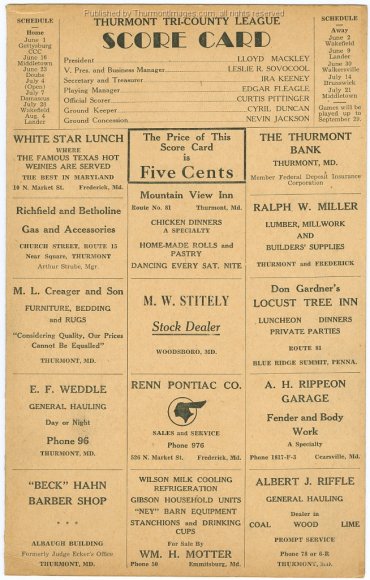 Published by Thurmontimages.com
THURMONT TRI-COUNTY LEAGUE
SCORE CARD
SCHEDULE
Home
June 1
Gettysburg
CCC
June 16
Middletown
June 23
Doubs
July 4
(Open)
July 7
Damascus
July 28
Wakefield
Aug. 4
Lander
President LLOYD MACKLEY
V. Pres. and Business Manager LESLIE R. SOVOCOOL
Secretary and Treasurer IRA KEENEY
Playing Manager EDGAR FLEAGLE
Official Scorer CURTIS PITTINGER
Ground Keeper CYRIL DUNCAN
Ground Concession NEVIN JACKSON
SCHEDULE
Away
June 2
Wakefield
June 9
Lander
June 30
Walkersville
July 14
Brunswick
July 21
Middletown
Games will be
played up to
September 29.
WHITE STAR LUNCH
WHERE
THE FAMOUS TEXAS HOT
WEINIES ARE SERVED
THE BEST IN MARYLAND
10 N. Market St. Frederick, Md.
The Price of This
Score Card
is
Five Cents
THE THURMONT
BANK
THURMONT, MD.
Member Federal Deposit Insurance
Corporation
Richfield and Betholine
Gas and Accessories
CHURCH STREET, ROUTE 15
Near Square, THURMONT
Arthur Strube, Mgr.
Mountain View Inn
Route No. 81 Thurmont, Md.
CHICKEN DINNERS
A SPECIALTY
HOME-MADE ROLLS and
PASTRY
DANCING EVERY SAT. NITE
RALPH W. MILLER
LUMBER, MILLWORK
AND
BUILDERS' SUPPLIES
THURMONT and FREDERICK
M. L. Creager and Son
FURNITURE, BEDDING
and RUGS
"Considering Quality, Our Prices
Cannot Be Equalled"
THURMONT, MD.
M. W. STITELY
Stock Dealer
WOODSBORO, MD.
Don Gardner's
LOCUST TREE INN
LUNCHEON DINNERS
PRIVATE PARTIES
ROUTE 81
BLUE RIDGE SUMMIT, PENNA.
E. F. WEDDLE
GENERAL HAULING
Day or Night
Phone 96
THURMONT, MD.
RENN PONTIAC CO.
SALES and SERVICE
Phone 976
526 N. Market St. Frederick, Md.
A. H. RIPPEON
GARAGE
Fender and Body
Work
A Specialty
Phone 1817-F-3 Cearsville, Md.
"BECK" HAHN
BARBER SHOP
* * *
ALBAUGH BUILDING
Formerly Judge Ecker's Office
THURMONT, MD.
WILSON MILK COOLING
REFRIGERATION
GIBSON HOUSEHOLD UNITS
"NEY" BARN EQUIPMENT
STANCHIONS and DRINKING
CUPS
For Sale By
WM. H. MOTTER
Phone 50 Emmitsburg, Md.
ALBERT J. RIFFLE
GENERAL HAULING
Dealer in
COAL WOOD LIME
PROMPT SERVICE
Phone 78 or 6-R
THURMONT, MD.